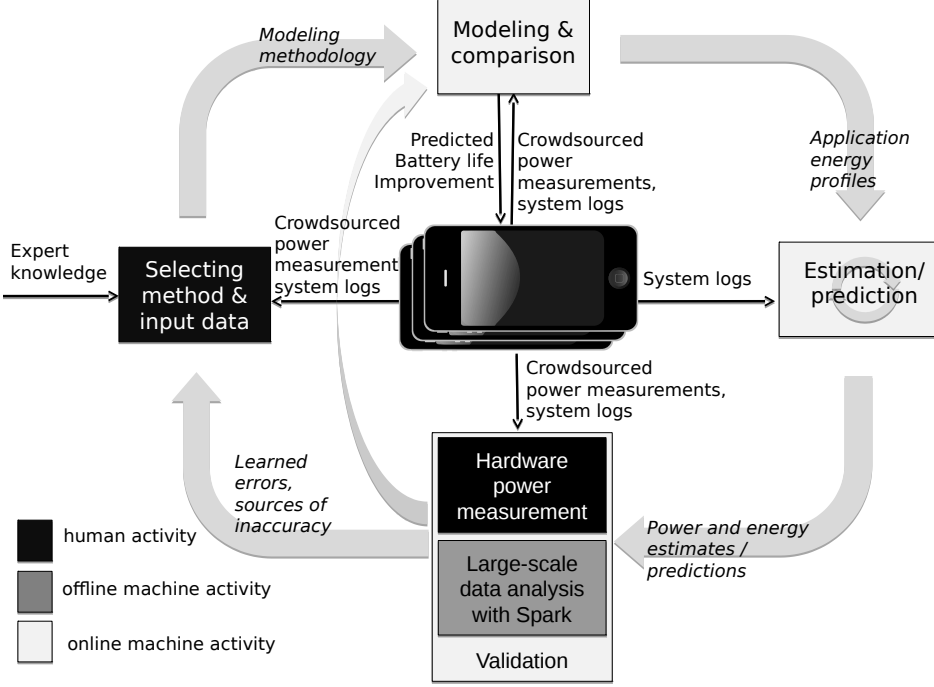 Modeling &
comparison
Modeling
methodology
Predicted
Battery life
Improvement
Crowdsourced
power
measurements,
system logs
Application
energy
profiles
Expert
knowledge
Selecting
method &
input data
Crowdsourced
power
measurement
system logs
System logs
Estimation/
prediction
Crowdsourced
power measurements,
system logs
Learned
errors,
sources of
inaccuracy
Hardware
power
measurement
Large-scale
data analysis
with Spark
Validation
Power and energy
estimates /
predictions
human activity
offline machine activity
online machine activity